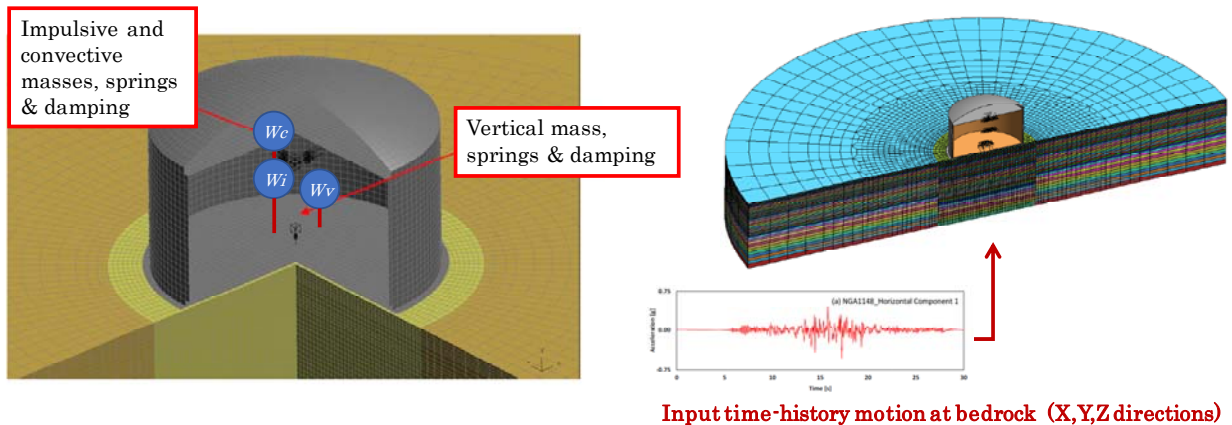 Impulsive and
convective
masses, springs
& damping
Wc
Wi
Wv
Vertical mass,
springs & damping
0.75
(a) NGA1148_Horizontal Component 1
Acceleration [g]
0.00
-0.75
0 5 10 15 20 25 30
Time [s]
Input time-history motion at bedrock (X,Y,Z directions)